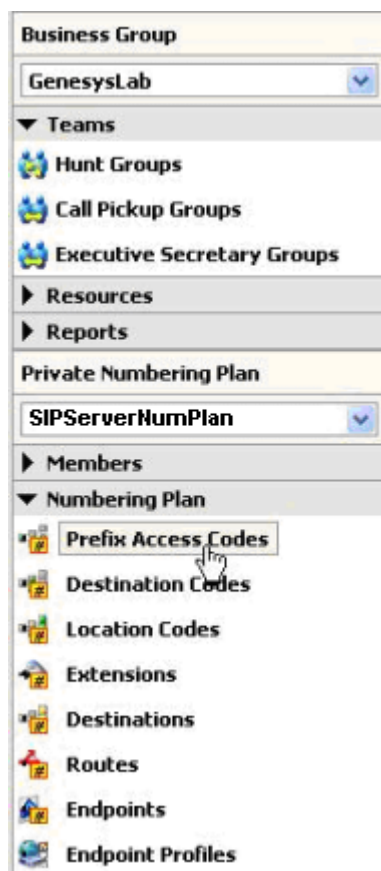 Business Group
GenesysLab
Teams
Hunt Groups
Call Pickup Groups
Executive Secretary Groups
Resources
Reports
Private Numbering Plan
SIPServerNumPlan
Members
Numbering Plan
Prefix Access Codes
Destination Codes
Location Codes
Extensions
Destinations
Routes
Endpoints
Endpoint Profiles